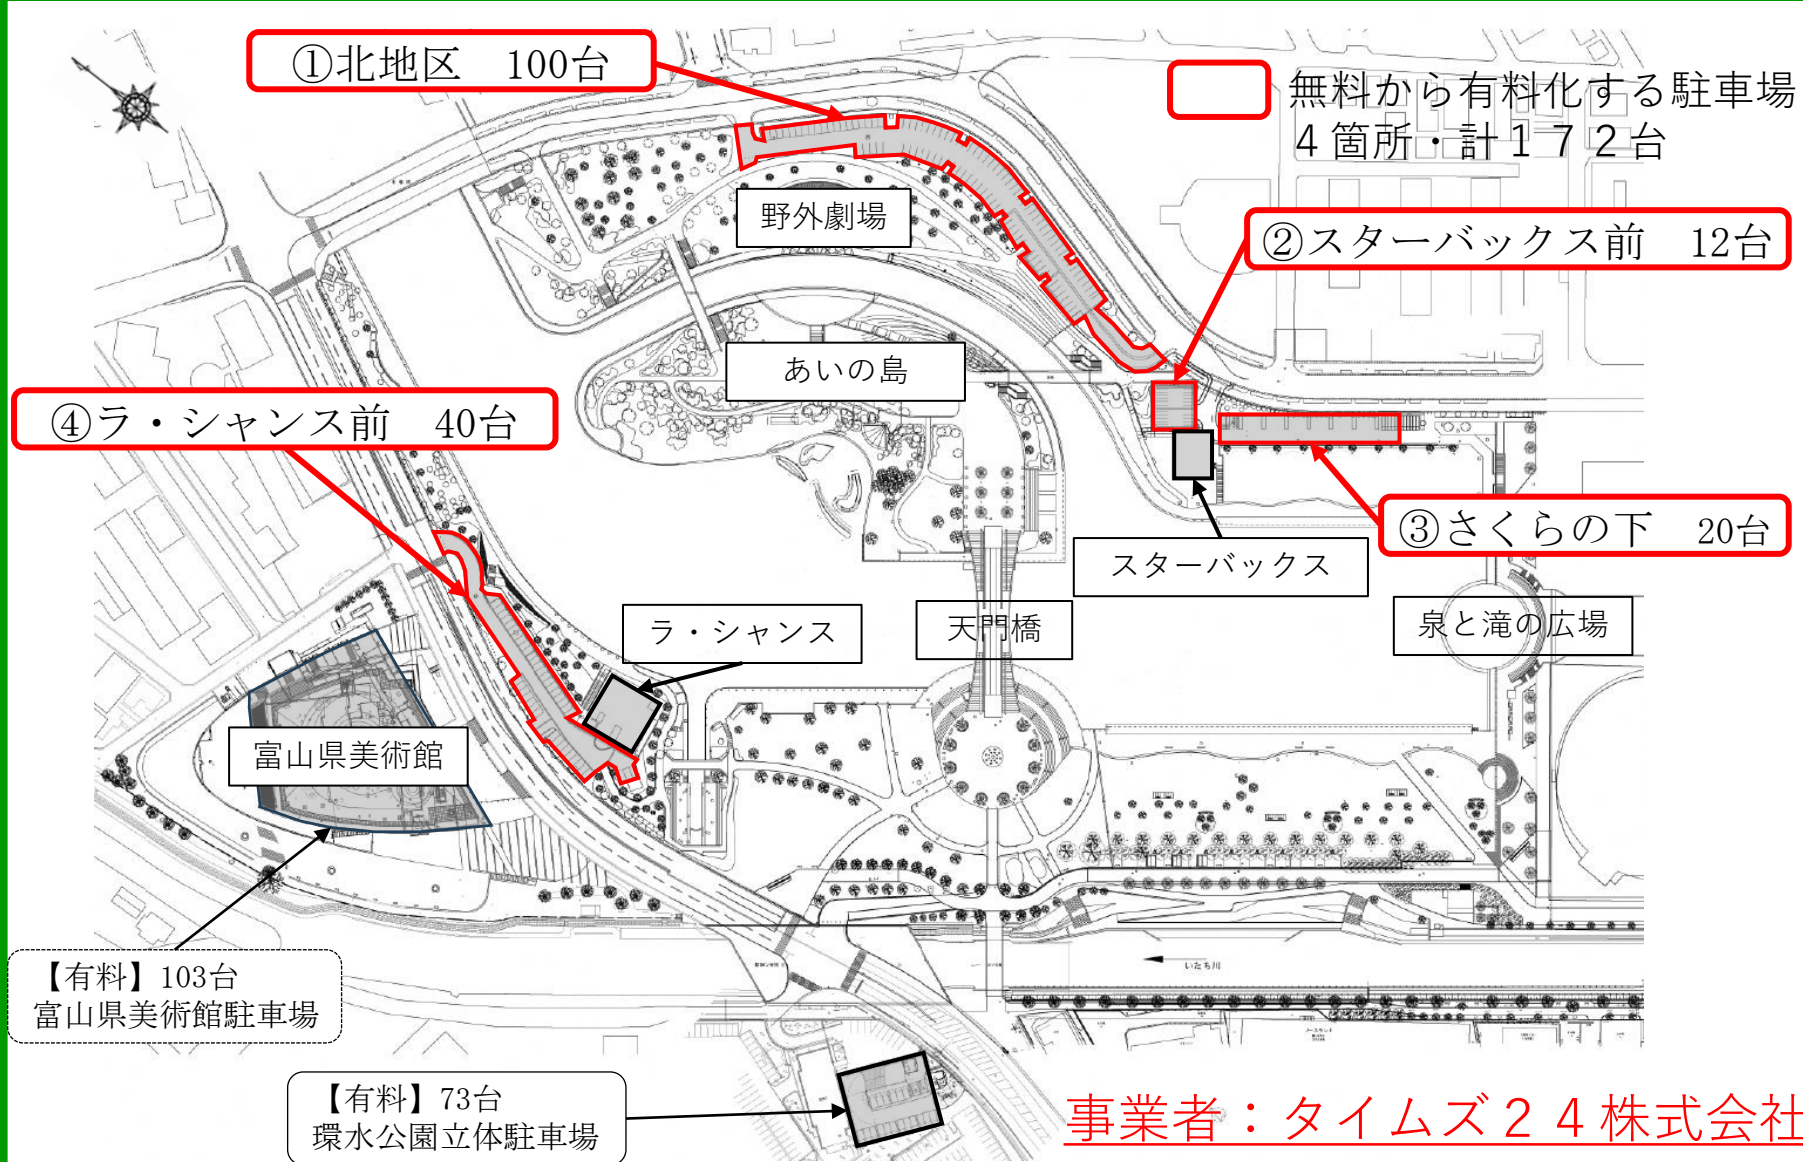 ①北地区　100台
無料から有料化する駐車場
４箇所・計１７２台
野外劇場
②スターバックス前　12台
あいの島
④ラ・シャンス前　40台
③さくらの下　20台
スターバックス
ラ・シャンス
天門橋
泉と滝の広場
富山県美術館
いたち川
【有料】103台
富山県美術館駐車場
【有料】73台
環水公園立体駐車場
事業者：タイムズ２４株式会社